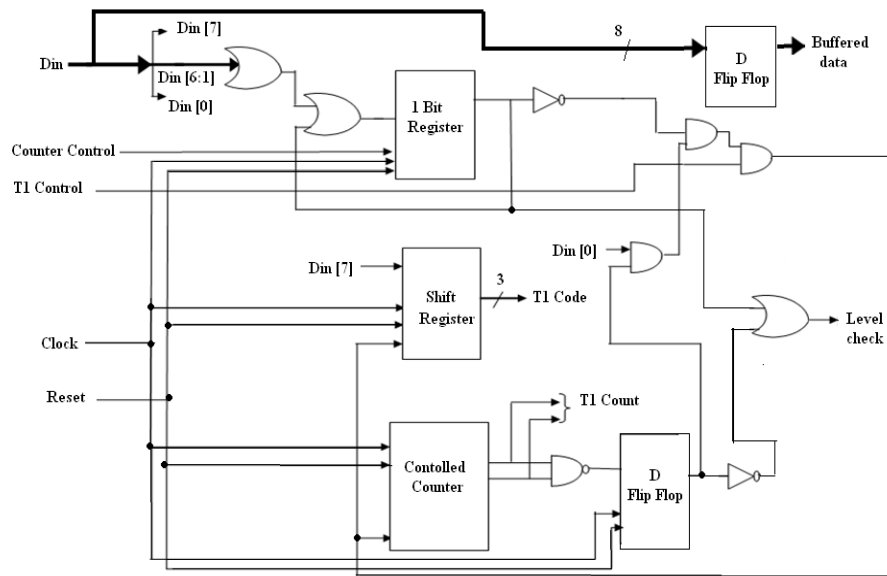 Din [7]
8
D
Flip Flop
Buffered
data
Din
Din [6:1]
Din [0]
1 Bit
Register
Counter Control
T1 Control
Din [0]
Din [7]
Shift
Register
3
T1 Code
Level
check
Clock
Reset
T1 Count
Contolled
Counter
D
Flip Flop